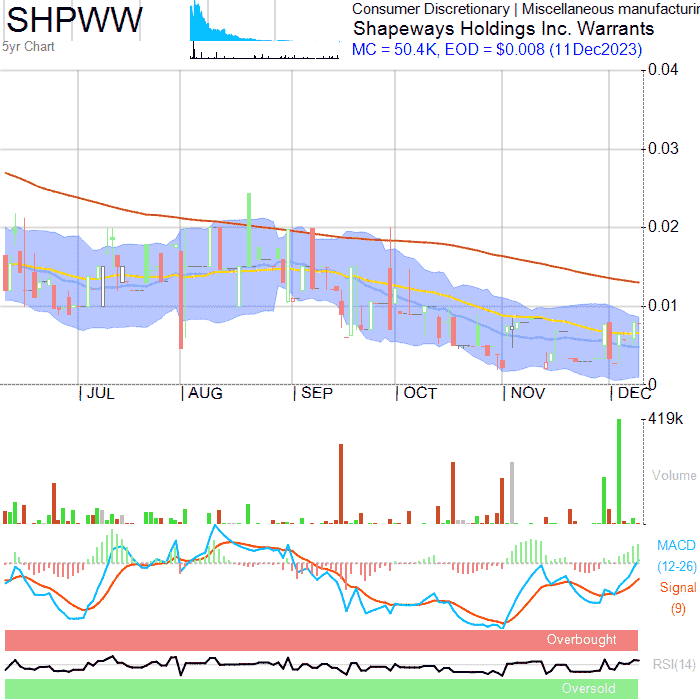 SHPWW
5yr Chart
Consumer Discretionary | Miscellaneous manufacturin
Shapeways Holdings Inc. Warrants
MC = 50.4K, EOD = $0.008 (11Dec2023)
0.04
0.03
0.02
0.01
0
JUL AUG SEP OCT NOV DEC
419k
Volume
MACD
(12-26)
Signal
(9)
Overbought
RSI(14)
Oversold